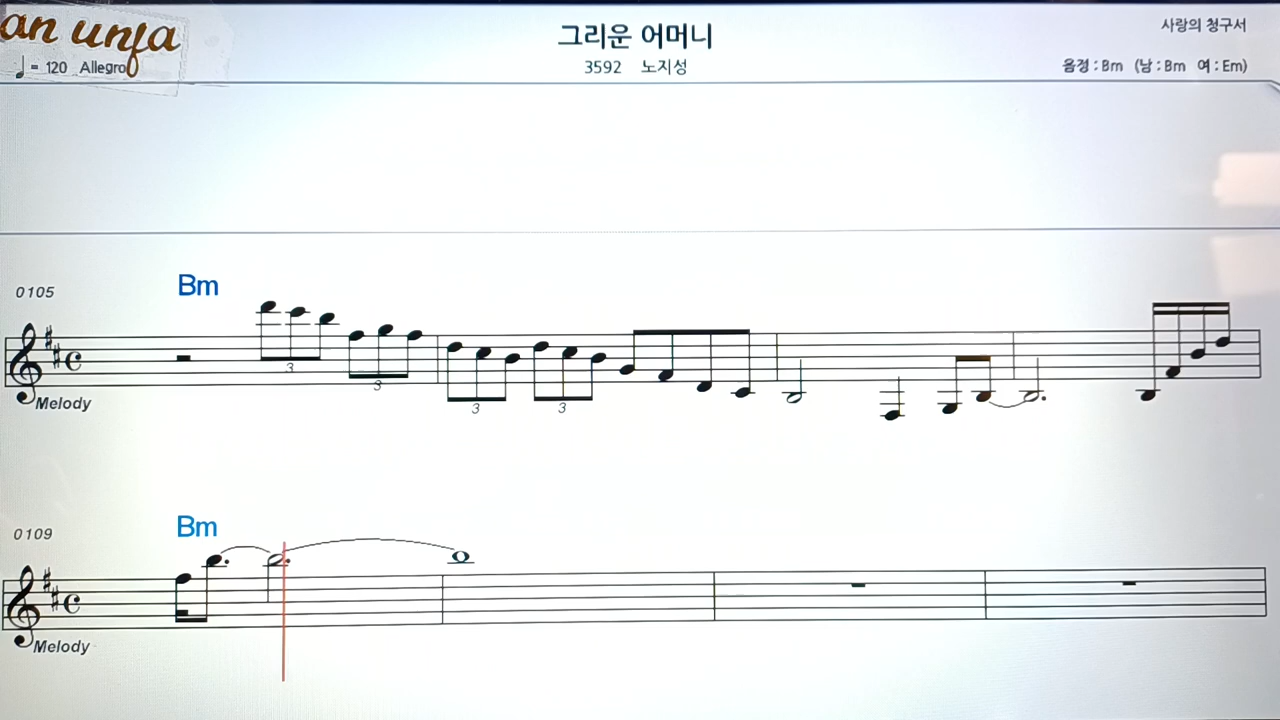 an unfa
그리운 어머니
사랑의 청구서
♩ = 120 Allegro
3592 노지성
음정 : Bm (남 : Bm 여 : Em)
0105
Bm
3
3
3
3
Melody
0109
Bm
Melody